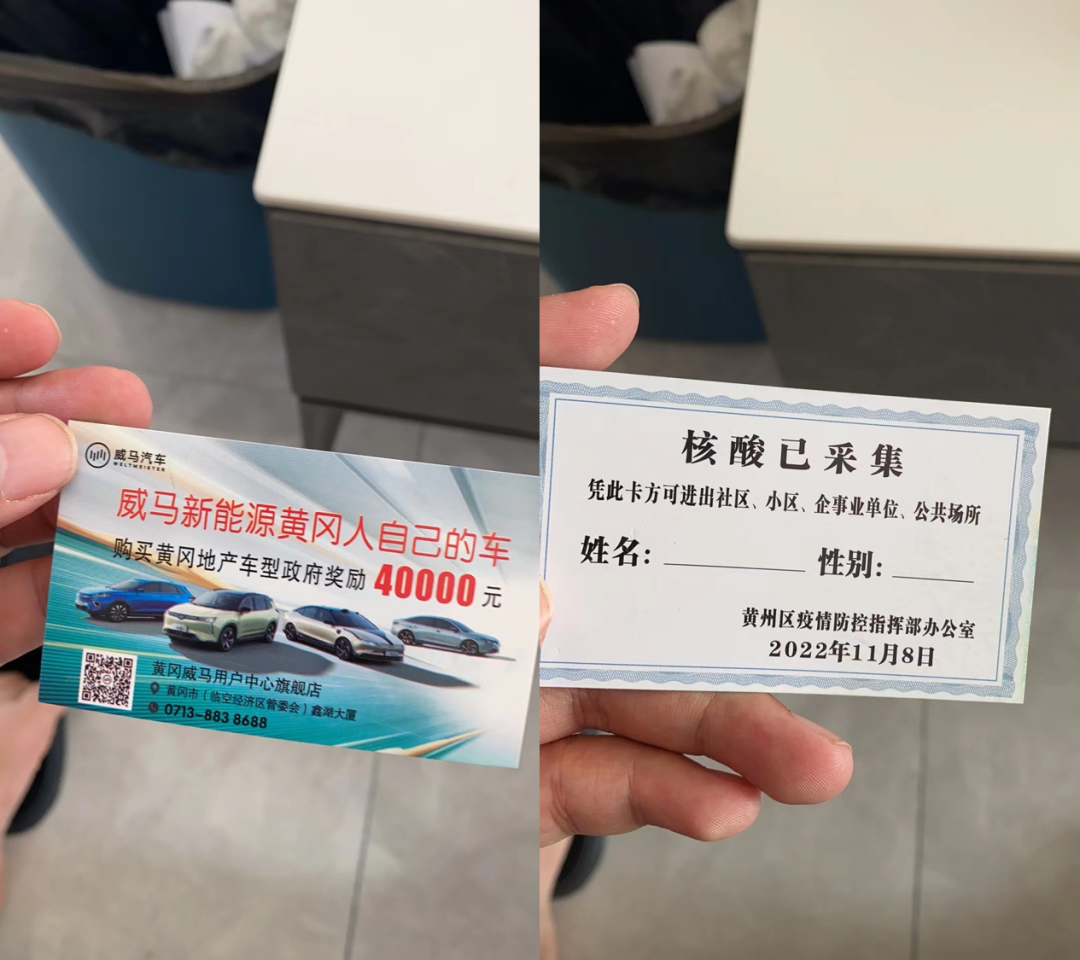 威马汽车
WELTMEISTER
威马新能源黄冈人自己的车
购买黄冈地产车型政府奖励 40000 元
黄冈威马用户中心旗舰店
黄冈市（临空经济区管委会）鑫湖大厦
0713-883 8688
核酸已采集
凭此卡方可进出社区、小区、企事业单位、公共场所
姓名: 性别:
黄州区疫情防控指挥部办公室
2022年11月8日